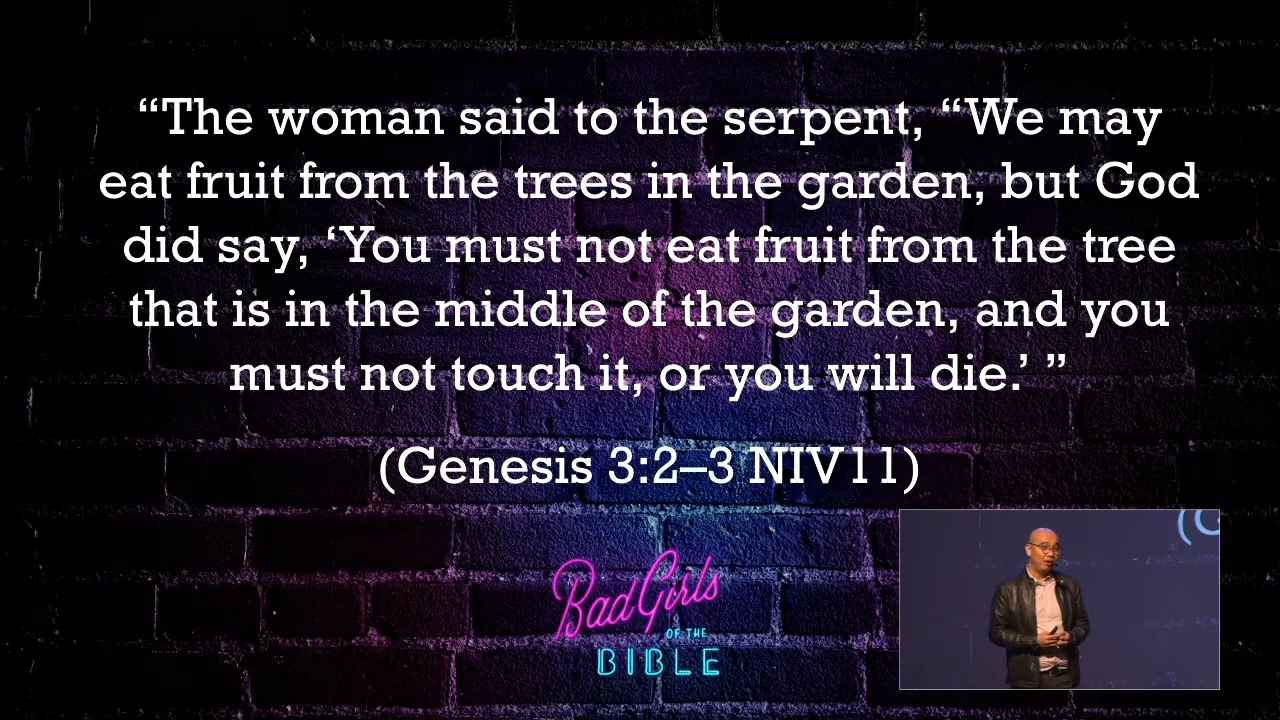 “The woman said to the serpent, “We may
eat fruit from the trees in the garden, but God
did say, ‘You must not eat fruit from the tree
that is in the middle of the garden, and you
must not touch it, or you will die.’ ”
(Genesis 3:2–3 NIV11)
Bad Girls
OF THE
BIBLE